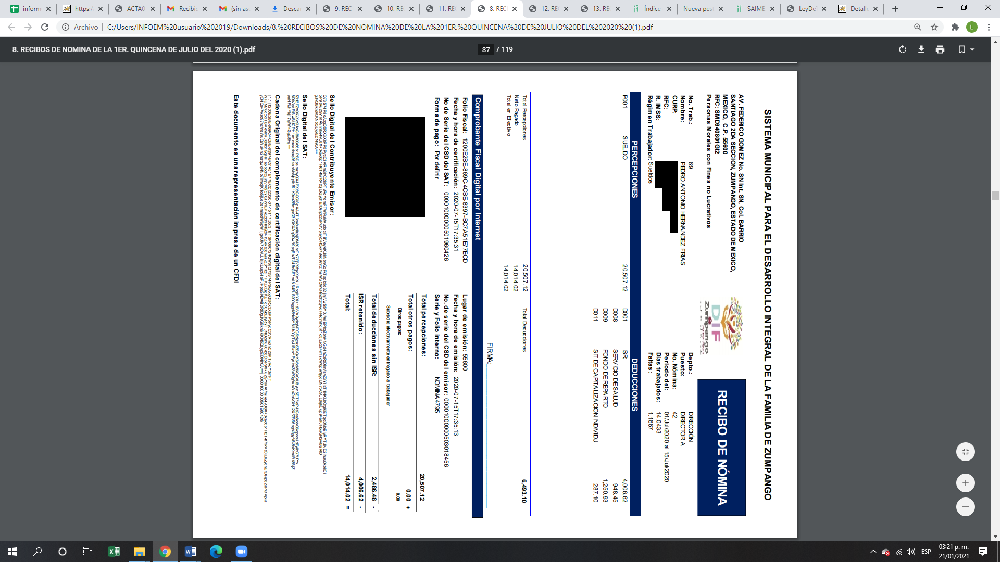 inform
https:/
ACTA0
Recibic
(sin as
Descar
9. REC
10. RE
11. RE
8. REC
12. RE
13. RE
Índice
Nueva pes
SAIME
LeyDe
Detalle
Archivo
C:/Users/INFOEM%20usuario%202019/Downloads/8.%20RECIBOS%20DE%20NOMINA%20DE%20LA%201ER.%20QUINCENA%20DE%20JULIO%20DEL%202020%20(1).pdf
L
8. RECIBOS DE NOMINA DE LA 1ER. QUINCENA DE JULIO DEL 2020 (1).pdf
37 / 119
SISTEMA MUNICIPAL PARA EL DESARROLLO INTEGRAL DE LA FAMILIA DE ZUMPANGO
AV. FEDERICO GOMEZ No. SN Int. SN, Col. BARRIO
SANTIAGO 2DA SECCION, ZUMPANGO, ESTADO DE MEXICO,
MEXICO, C.P. 55600
RFC: SMD940801GI2
Personas Morales con Fines no Lucrativos
DIF
Zumpango
RECIBO DE NÓMINA
No. Trab.: 69
Nombre: PEDRO ANTONIO HERNANDEZ FRIAS
CURP:
RFC:
R. IMSS:
Régimen Trabajador: Sueldos
Depto.: DIRECCIÓN
Puesto: DIRECTOR A
No. Nómina: 42
Periodo del: 01/Jul/2020 al 15/Jul/2020
Dias trabajados: 14.0433
Faltas: 1.1667
PERCEPCIONES
DEDUCCIONES
P001 SUELDO 20,507.12
D001 ISR 4,006.62
D008 SERVICIO DE SALUD 948.45
D009 FONDO DE REPARTO 1,250.93
D011 SIT DE CAPITALIZACION INDIVIDU 287.10
Total Percepciones 20,507.12
Total Deducciones 6,493.10
Neto Pagado 14,014.02
Total en Efectivo 14,014.02
FIRMA:
Comprobante Fiscal Digital por Internet
Folio Fiscal: 1200E2BE-869C-4CBE-8397-BC7A51E77ECD
Fecha y hora de certificación: 2020-07-15T17:35:31
No de Serie del CSD del SAT: 00001000000501960426
Forma de pago: Por definir
Lugar de emisión: 55600
Fecha y hora de emisión: 2020-07-15T17:35:13
No. de serie del CSD del emisor: 00001000000503018456
Serie y Folio interno: NOMINA4795
Total percepciones: 20,507.12
Total otros pagos: 0.00 +
Otros pagos:
Subsidio efectivamente entregado al trabajador 0.00
Total deducciones sin ISR: 2,486.48 -
ISR retenido: 4,006.62 -
Total: 14,014.02 =
Sello Digital del Contribuyente Emisor:
Sello Digital del SAT:
Cadena Original del complemento de certificación digital del SAT:
Este documento es una representación impresa de un CFDI
ESP
03:21 p. m.
21/01/2021